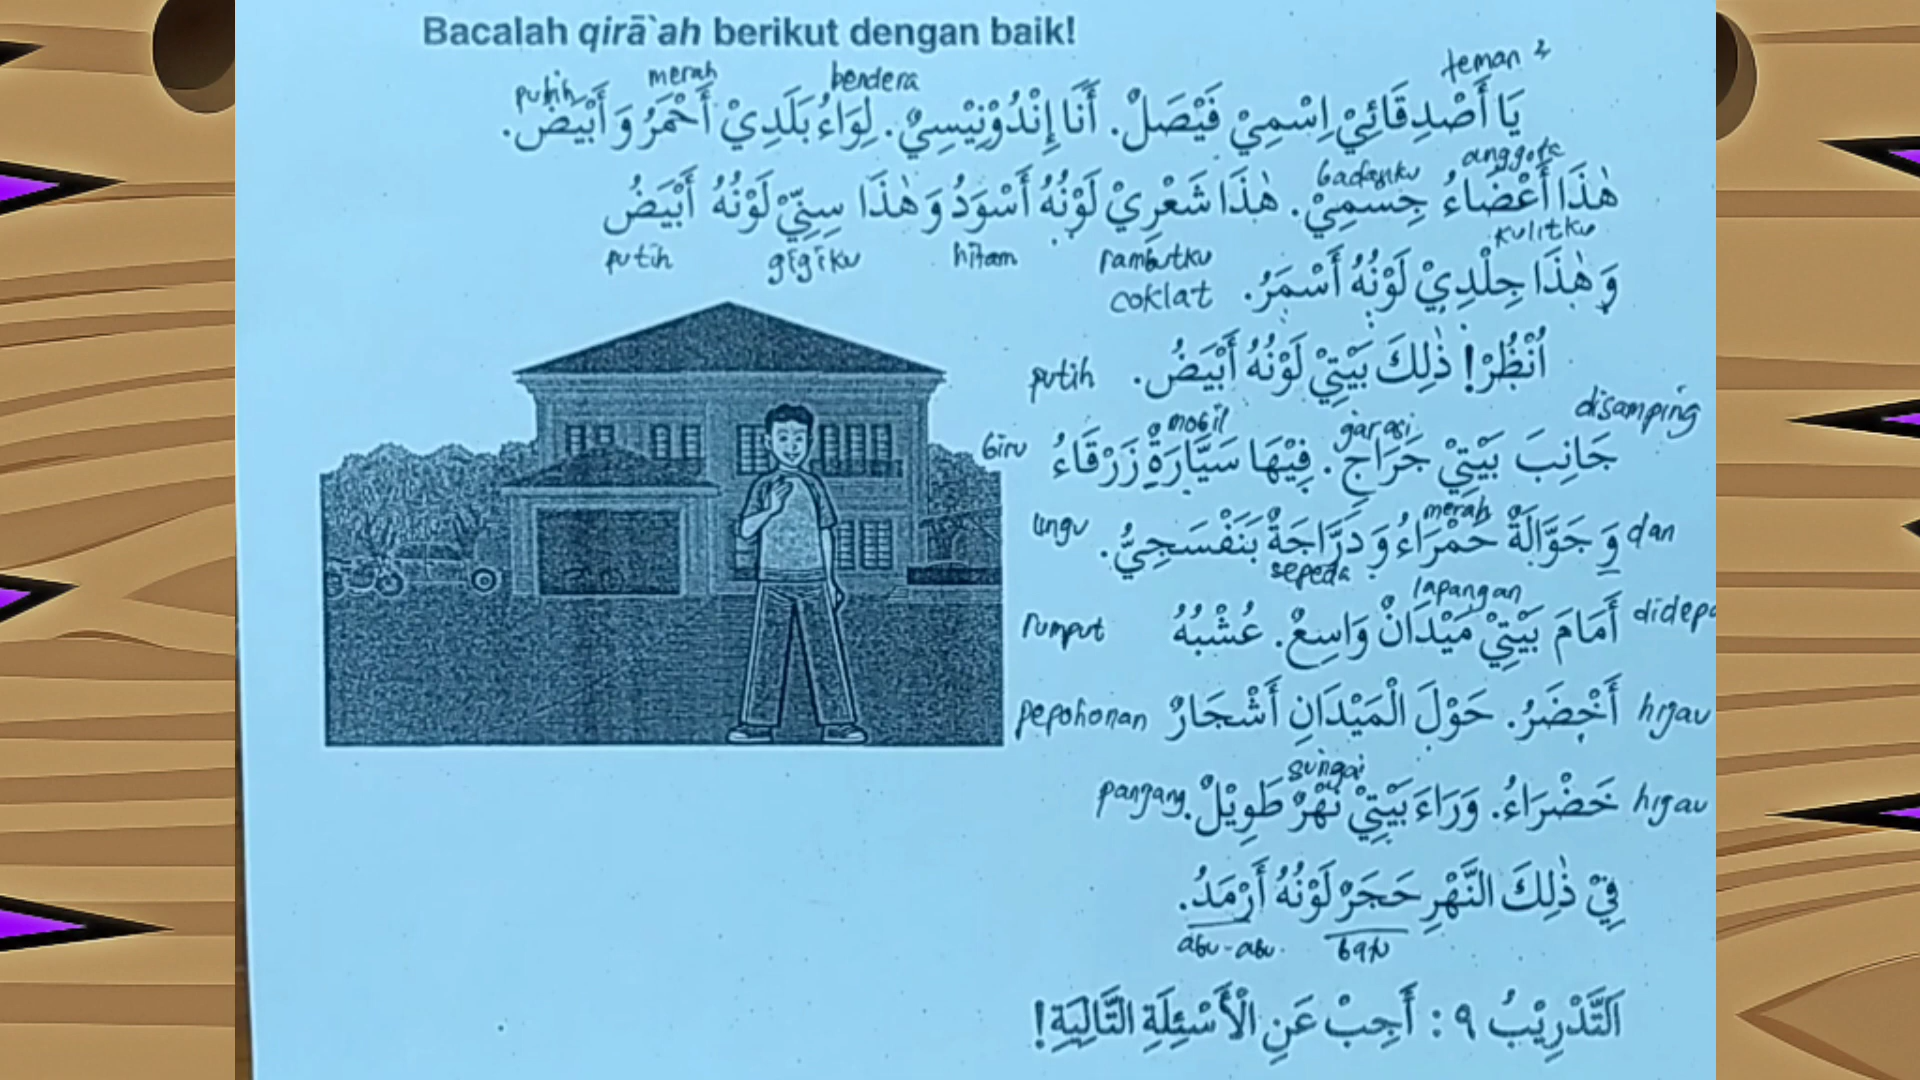 Bacalah qirā`ah berikut dengan baik!
teman²
putih merah bendera
يَا أَصْدِقَائِيْ اِسْمِيْ فَيْصَلٌ. أَنَا إِنْدُوْنِيْسِيٌّ. لِوَاءُ بَلَدِيْ أَحْمَرُ وَ أَبْيَضُ.
badanku anggota
هٰذَا أَعْضَاءُ جِسْمِيْ. هٰذَا شَعْرِيْ لَوْنُهُ أَسْوَدُ وَ هٰذَا سِنِّيْ لَوْنُهُ أَبْيَضُ
putih gigiku hitam rambutku kulitku
وَ هٰذَا جِلْدِيْ لَوْنُهُ أَسْمَرُ. coklat
اُنْظُرْ! ذٰلِكَ بَيْتِيْ لَوْنُهُ أَبْيَضُ. putih
mobil garasi disamping
جَانِبَ بَيْتِيْ جَرَاجٌ. فِيْهَا سَيَّارَةٌ زَرْقَاءُ biru
merah
dan وَ جَوَّالَةٌ حَمْرَاءُ وَ دَرَّاجَةٌ بَنَفْسَجِيٌّ. ungu
sepeda lapangan
أَمَامَ بَيْتِيْ مَيْدَانٌ وَاسِعٌ. عُشْبُهُ rumput
hijau أَخْضَرُ. حَوْلَ الْمَيْدَانِ أَشْجَارٌ pepohonan
sungai
hijau خَضْرَاءُ. وَرَاءَ بَيْتِيْ نَهْرٌ طَوِيْلٌ. panjang
فِيْ ذٰلِكَ النَّهْرِ حَجَرٌ لَوْنُهُ أَرْمَدُ.
abu-abu. batu
اَلتَّدْرِيْبُ ٩ : أَجِبْ عَنِ الْأَسْئِلَةِ التَّالِيَةِ!